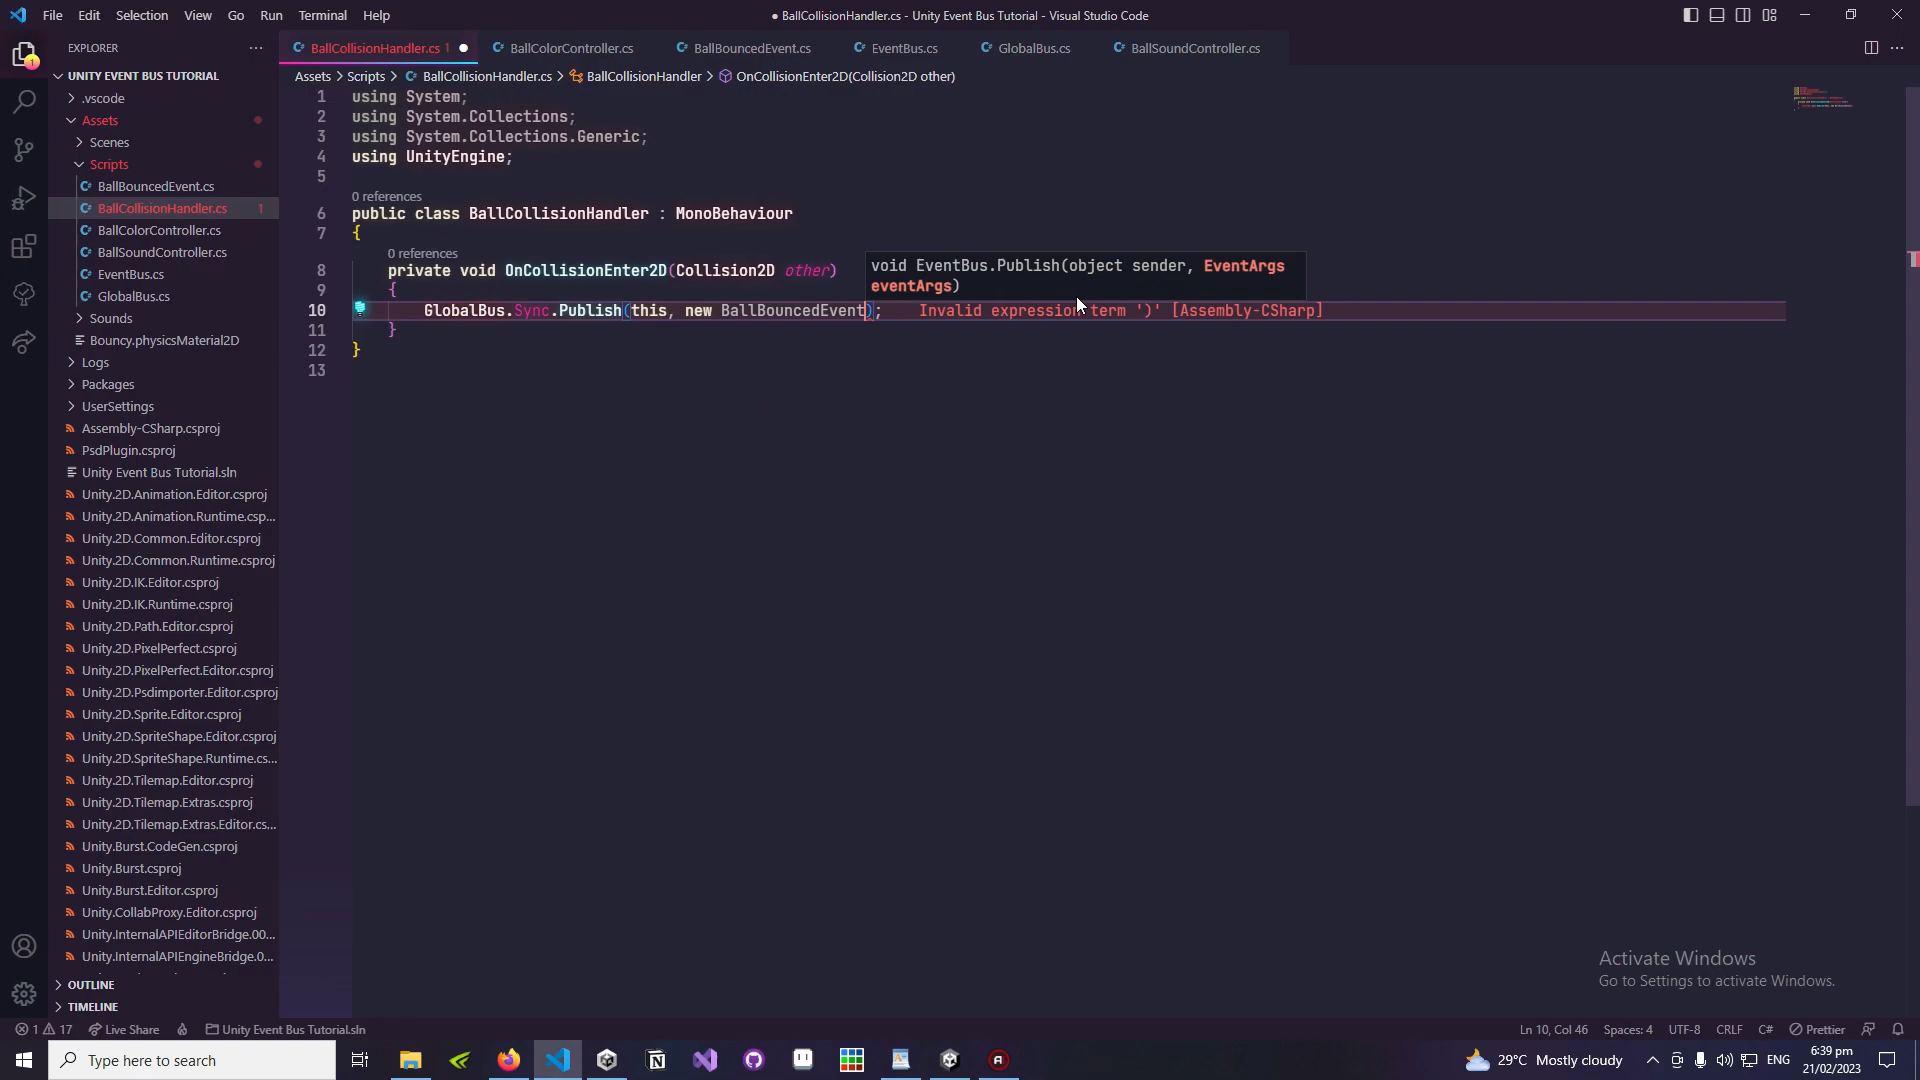 File Edit Selection View Go Run Terminal Help
● BallCollisionHandler.cs - Unity Event Bus Tutorial - Visual Studio Code
EXPLORER
BallCollisionHandler.cs 1
BallColorController.cs
BallBouncedEvent.cs
EventBus.cs
GlobalBus.cs
BallSoundController.cs
UNITY EVENT BUS TUTORIAL
Assets > Scripts > BallCollisionHandler.cs > BallCollisionHandler > OnCollisionEnter2D(Collision2D other)
.vscode
Assets
Scenes
Scripts
BallBouncedEvent.cs
BallCollisionHandler.cs 1
BallColorController.cs
BallSoundController.cs
EventBus.cs
GlobalBus.cs
Sounds
Bouncy.physicsMaterial2D
Logs
Packages
UserSettings
Assembly-CSharp.csproj
PsdPlugin.csproj
Unity Event Bus Tutorial.sln
Unity.2D.Animation.Editor.csproj
Unity.2D.Animation.Runtime.csp...
Unity.2D.Common.Editor.csproj
Unity.2D.Common.Runtime.csproj
Unity.2D.IK.Editor.csproj
Unity.2D.IK.Runtime.csproj
Unity.2D.Path.Editor.csproj
Unity.2D.PixelPerfect.csproj
Unity.2D.PixelPerfect.Editor.csproj
Unity.2D.Psdimporter.Editor.csproj
Unity.2D.Sprite.Editor.csproj
Unity.2D.SpriteShape.Editor.csproj
Unity.2D.SpriteShape.Runtime.cs...
Unity.2D.Tilemap.Editor.csproj
Unity.2D.Tilemap.Extras.csproj
Unity.2D.Tilemap.Extras.Editor.cs...
Unity.Burst.CodeGen.csproj
Unity.Burst.csproj
Unity.Burst.Editor.csproj
Unity.CollabProxy.Editor.csproj
Unity.InternalAPIEditorBridge.00...
Unity.InternalAPIEngineBridge.0...
OUTLINE
TIMELINE
1 using System;
2 using System.Collections;
3 using System.Collections.Generic;
4 using UnityEngine;
5
0 references
6 public class BallCollisionHandler : MonoBehaviour
7 {
0 references
8 private void OnCollisionEnter2D(Collision2D other)
9 {
void EventBus.Publish(object sender, EventArgs
eventArgs)
10 GlobalBus.Sync.Publish(this, new BallBouncedEvent); Invalid expression term ')' [Assembly-CSharp]
11 }
12 }
13
Activate Windows
Go to Settings to activate Windows.
1 17 Live Share Unity Event Bus Tutorial.sln
Ln 10, Col 46 Spaces: 4 UTF-8 CRLF C# Prettier
Type here to search
29°C Mostly cloudy
ENG
6:39 pm
21/02/2023